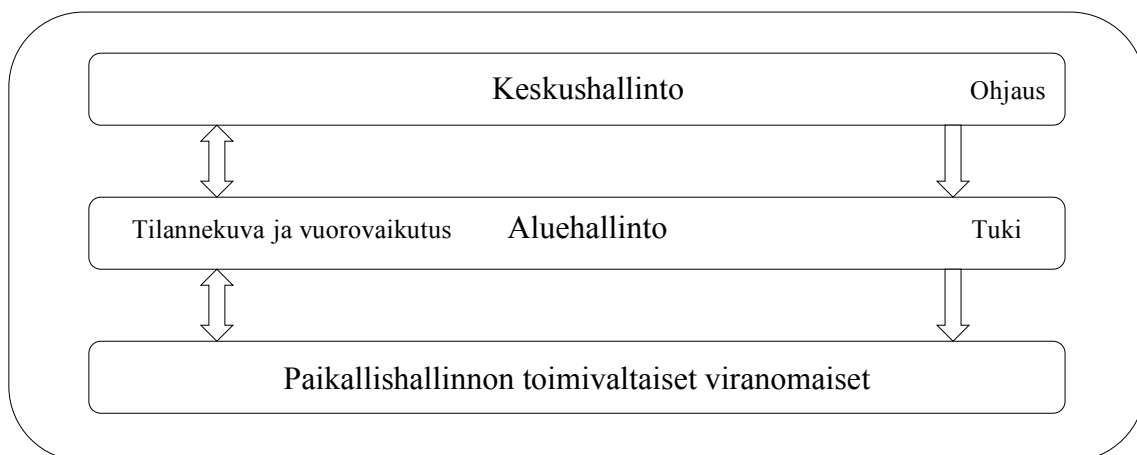 Keskushallinto Ohjaus
Tilannekuva ja vuorovaikutus Aluehallinto Tuki
Paikallishallinnon toimivaltaiset viranomaiset